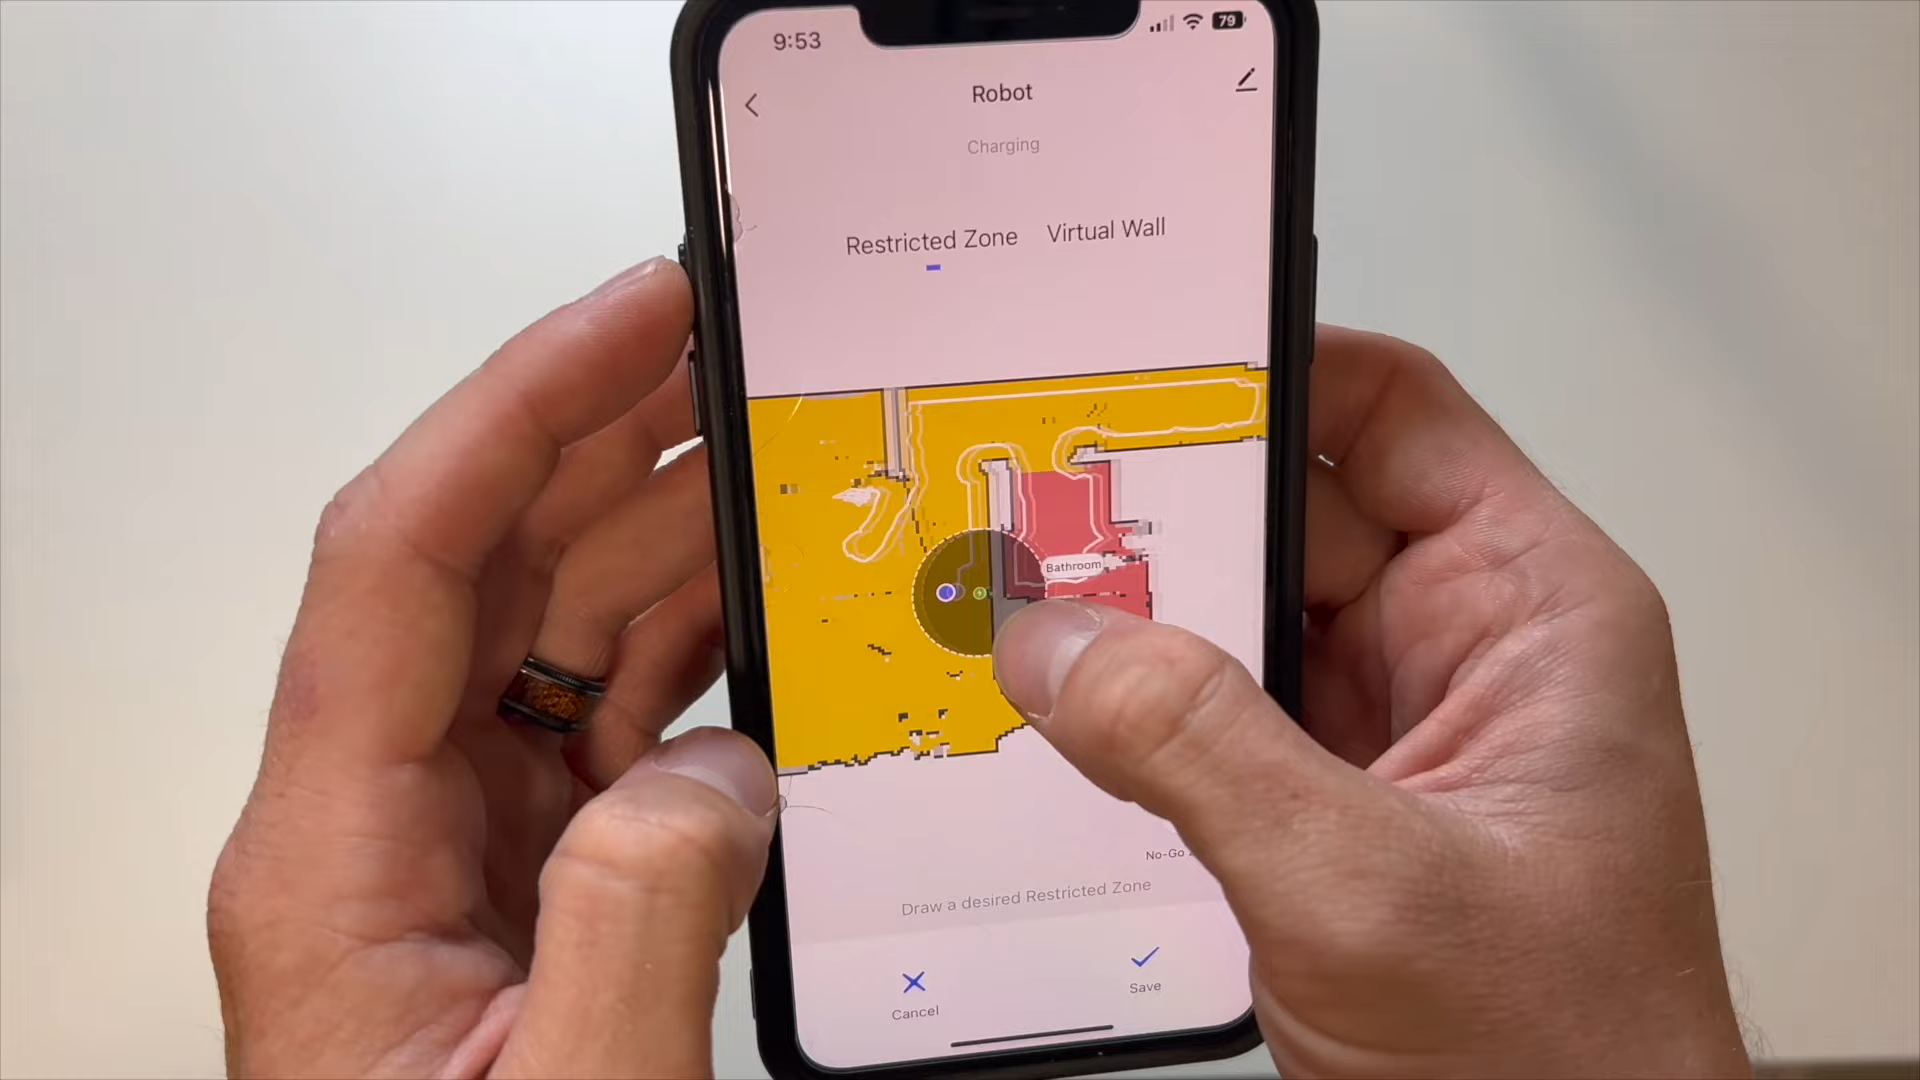 9:53
79
Robot
Charging
Restricted Zone
Virtual Wall
Bathroom
No-Go
Draw a desired Restricted Zone
Cancel
Save